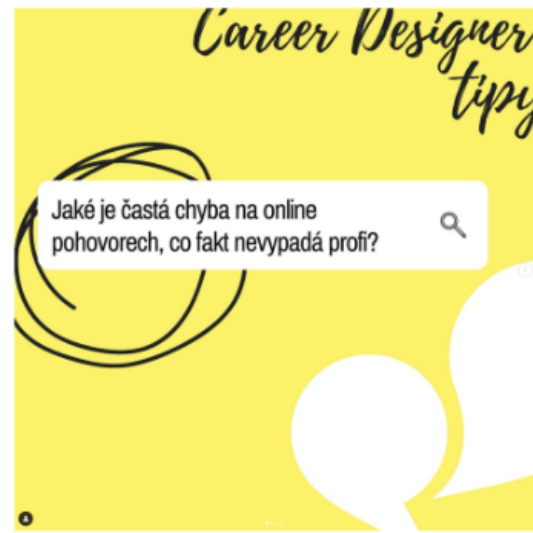 Career Designer
tipy
Jaké je častá chyba na online
pohovorech, co fakt nevypadá profi?